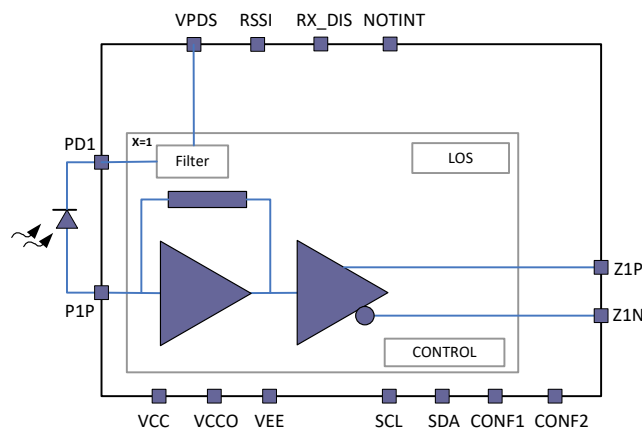 VPDS RSSI RX_DIS NOTINT
PD1
X=1
Filter
LOS
P1P
Z1P
Z1N
CONTROL
VCC VCCO VEE SCL SDA CONF1 CONF2